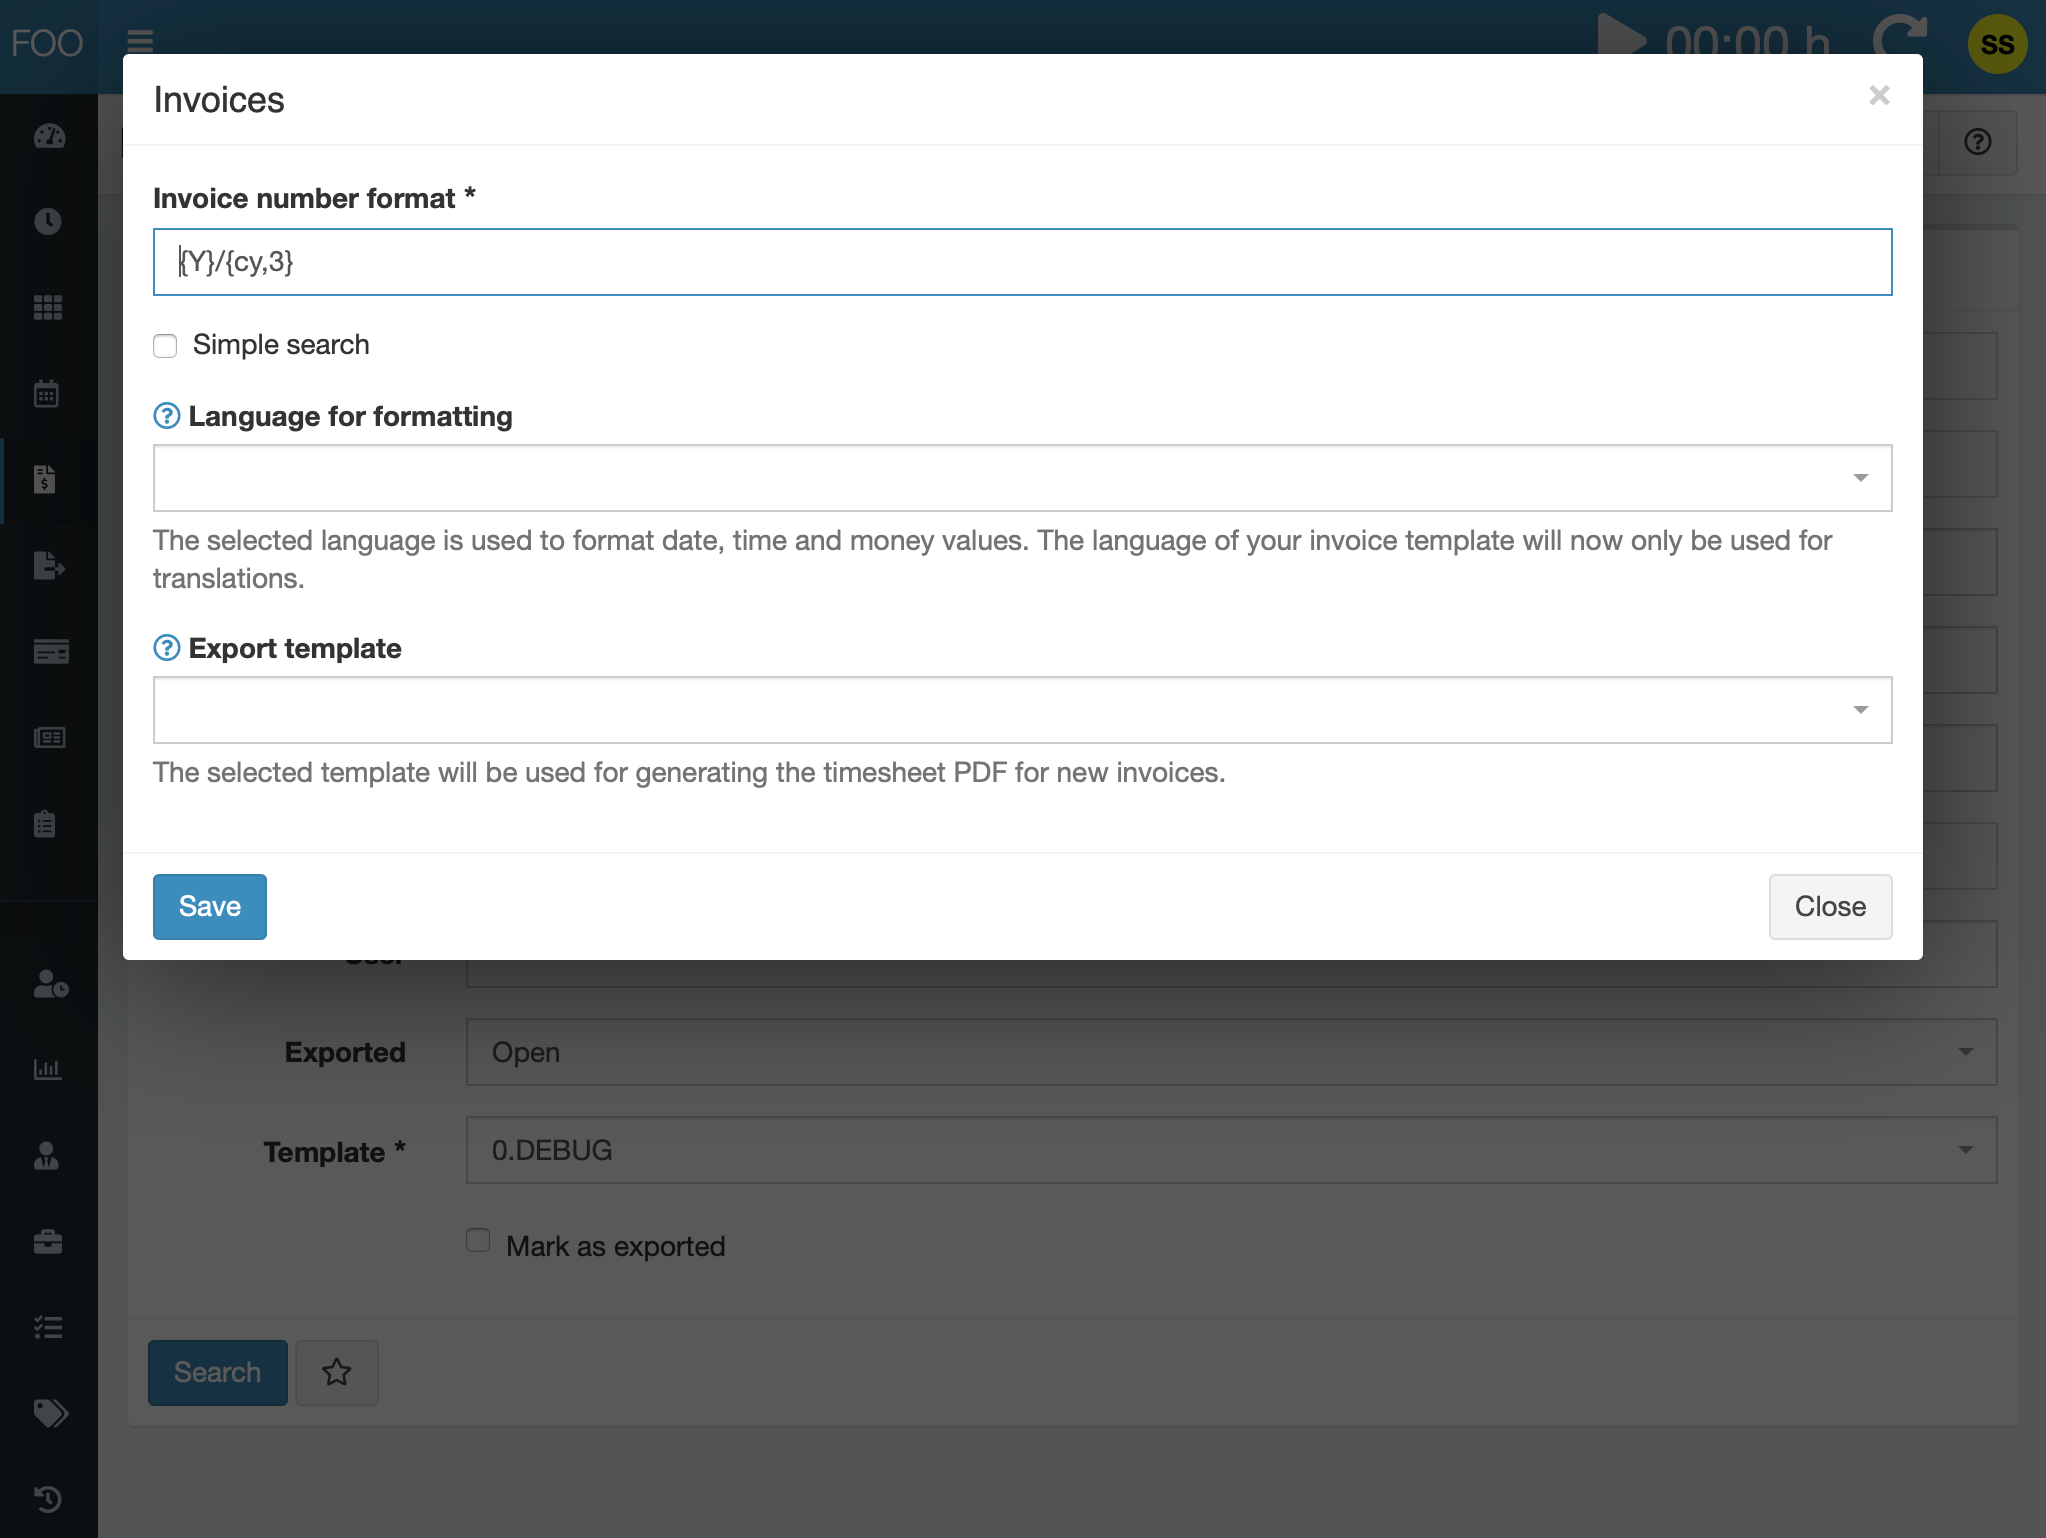 FOO
00:00 h
SS
Invoices
×
Invoice number format *
{Y}/{cy,3}
Simple search
Language for formatting
The selected language is used to format date, time and money values. The language of your invoice template will now only be used for
translations.
Export template
The selected template will be used for generating the timesheet PDF for new invoices.
Save
Close
Exported
Open
Template *
0.DEBUG
Mark as exported
Search